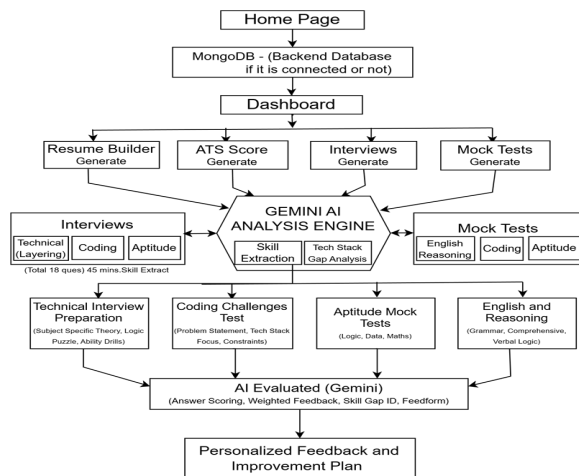 Home Page
MongoDB - (Backend Database
if it is connected or not)
Dashboard
Resume Builder
Generate
ATS Score
Generate
Interviews
Generate
Mock Tests
Generate
GEMINI AI
ANALYSIS ENGINE
Skill
Extraction
Tech Stack
Gap Analysis
Interviews
Technical
(Layering)
Coding
Aptitude
(Total 18 ques) 45 mins.Skill Extract
Mock Tests
English
Reasoning
Coding
Aptitude
Technical Interview
Preparation
(Subject Specific Theory, Logic
Puzzle, Ability Drills)
Coding Challenges
Test
(Problem Statement, Tech Stack
Focus, Constraints)
Aptitude Mock
Tests
(Logic, Data, Maths)
English and
Reasoning
(Grammar, Comprehensive,
Verbal Logic)
AI Evaluated (Gemini)
(Answer Scoring, Weighted Feedback, Skill Gap ID, Feedform)
Personalized Feedback and
Improvement Plan